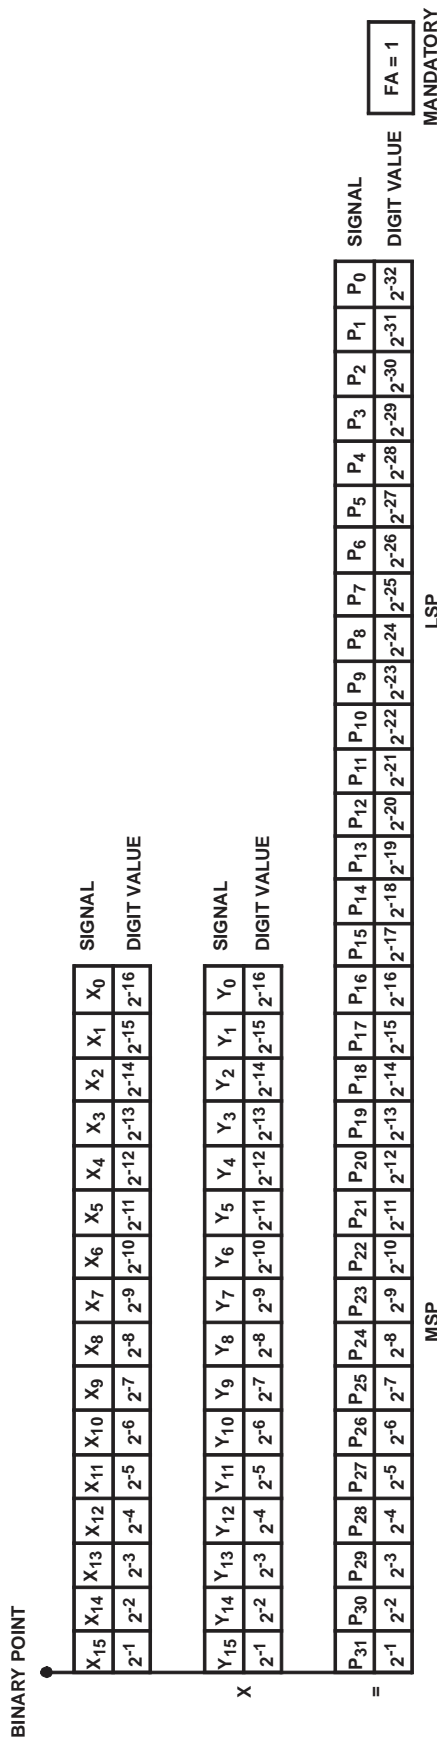 BINARY POINT
X15 X14 X13 X12 X11 X10 X9 X8 X7 X6 X5 X4 X3 X2 X1 X0 SIGNAL
2-1 2-2 2-3 2-4 2-5 2-6 2-7 2-8 2-9 2-10 2-11 2-12 2-13 2-14 2-15 2-16 DIGIT VALUE
X
Y15 Y14 Y13 Y12 Y11 Y10 Y9 Y8 Y7 Y6 Y5 Y4 Y3 Y2 Y1 Y0 SIGNAL
2-1 2-2 2-3 2-4 2-5 2-6 2-7 2-8 2-9 2-10 2-11 2-12 2-13 2-14 2-15 2-16 DIGIT VALUE
=
P31 P30 P29 P28 P27 P26 P25 P24 P23 P22 P21 P20 P19 P18 P17 P16 P15 P14 P13 P12 P11 P10 P9 P8 P7 P6 P5 P4 P3 P2 P1 P0 SIGNAL
2-1 2-2 2-3 2-4 2-5 2-6 2-7 2-8 2-9 2-10 2-11 2-12 2-13 2-14 2-15 2-16 2-17 2-18 2-19 2-20 2-21 2-22 2-23 2-24 2-25 2-26 2-27 2-28 2-29 2-30 2-31 2-32 DIGIT VALUE
FA = 1
MSP LSP MANDATORY